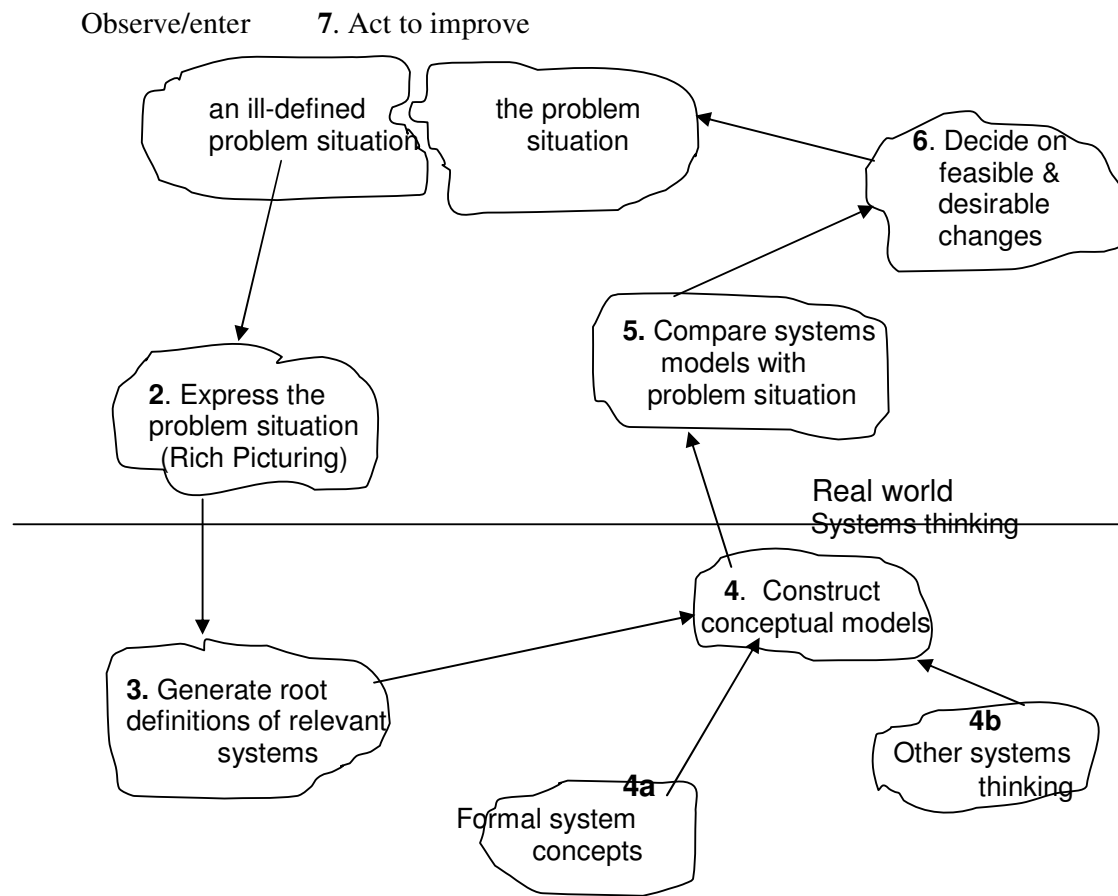 Observe/enter
7. Act to improve
an ill-defined
problem situation
the problem
situation
6. Decide on
feasible &
desirable
changes
5. Compare systems
models with
problem situation
2. Express the
problem situation
(Rich Picturing)
Real world
Systems thinking
4. Construct
conceptual models
3. Generate root
definitions of relevant
systems
4b
Other systems
thinking
4a
Formal system
concepts